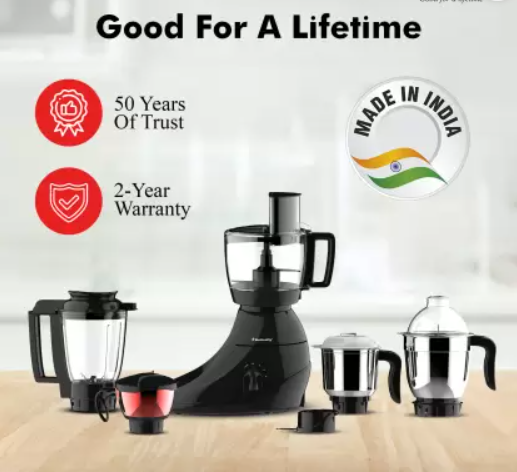 Good For A Lifetime
50 Years
Of Trust
MADE IN INDIA
2-Year
Warranty